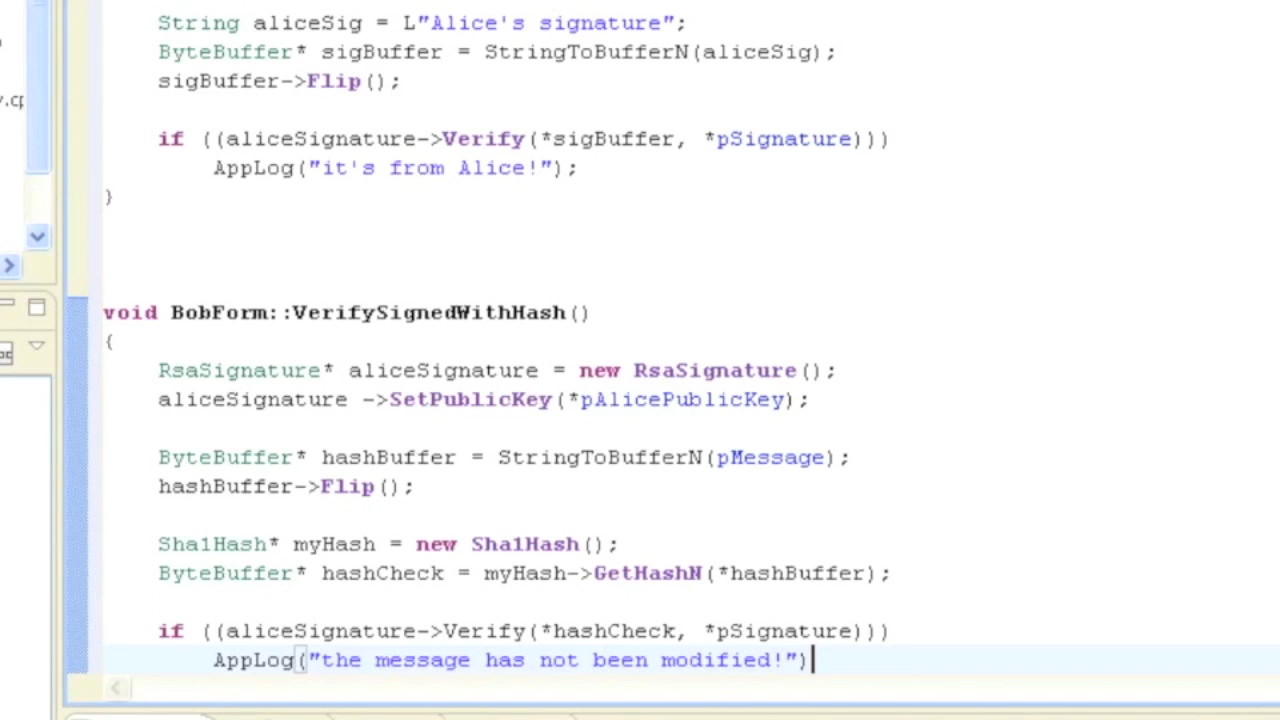 String aliceSig = L"Alice's signature";
ByteBuffer* sigBuffer = StringToBufferN(aliceSig);
sigBuffer->Flip();
if ((aliceSignature->Verify(*sigBuffer, *pSignature)))
AppLog("it's from Alice!");
}
void BobForm::VerifySignedWithHash()
{
RsaSignature* aliceSignature = new RsaSignature();
aliceSignature ->SetPublicKey(*pAlicePublicKey);
ByteBuffer* hashBuffer = StringToBufferN(pMessage);
hashBuffer->Flip();
Sha1Hash* myHash = new Sha1Hash();
ByteBuffer* hashCheck = myHash->GetHashN(*hashBuffer);
if ((aliceSignature->Verify(*hashCheck, *pSignature)))
AppLog("the message has not been modified!")